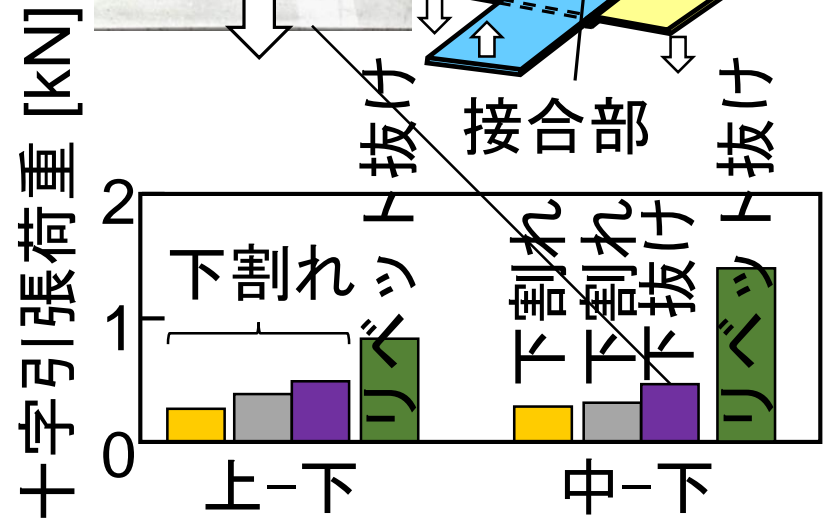 接合部
十字引張荷重 [kN]
2
1
0
下割れ
リベット抜け
下割れ
下割れ
下抜け
リベット抜け
上−下
中−下